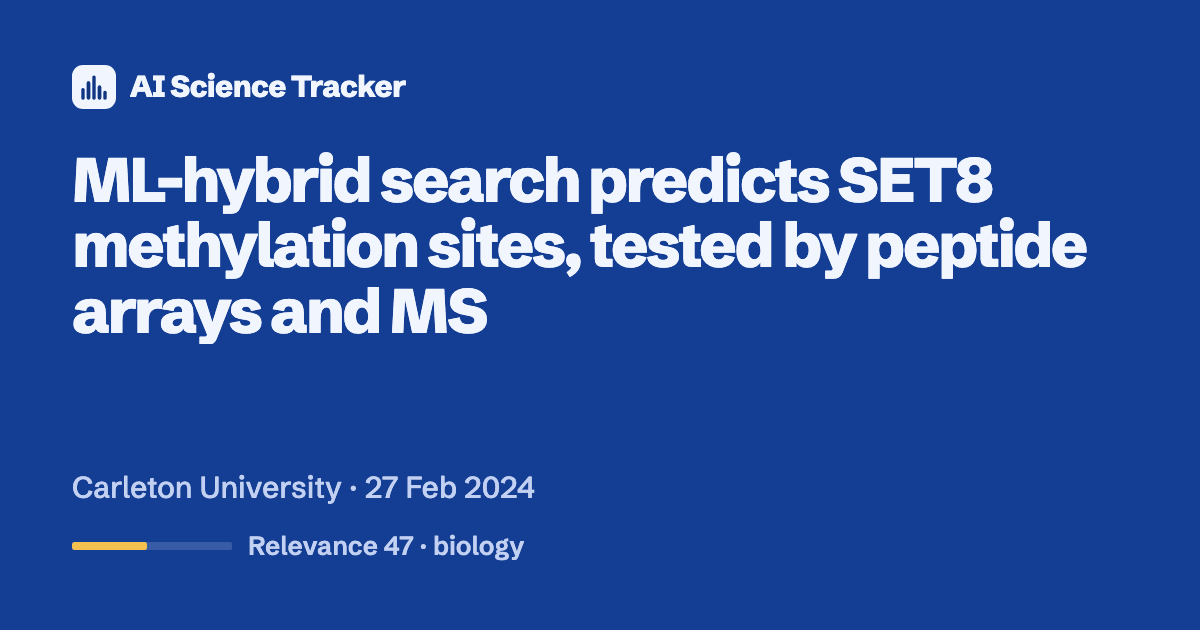 AI Science Tracker
ML-hybrid search predicts SET8
methylation sites, tested by peptide
arrays and MS
Carleton University · 27 Feb 2024
Relevance 47 · biology